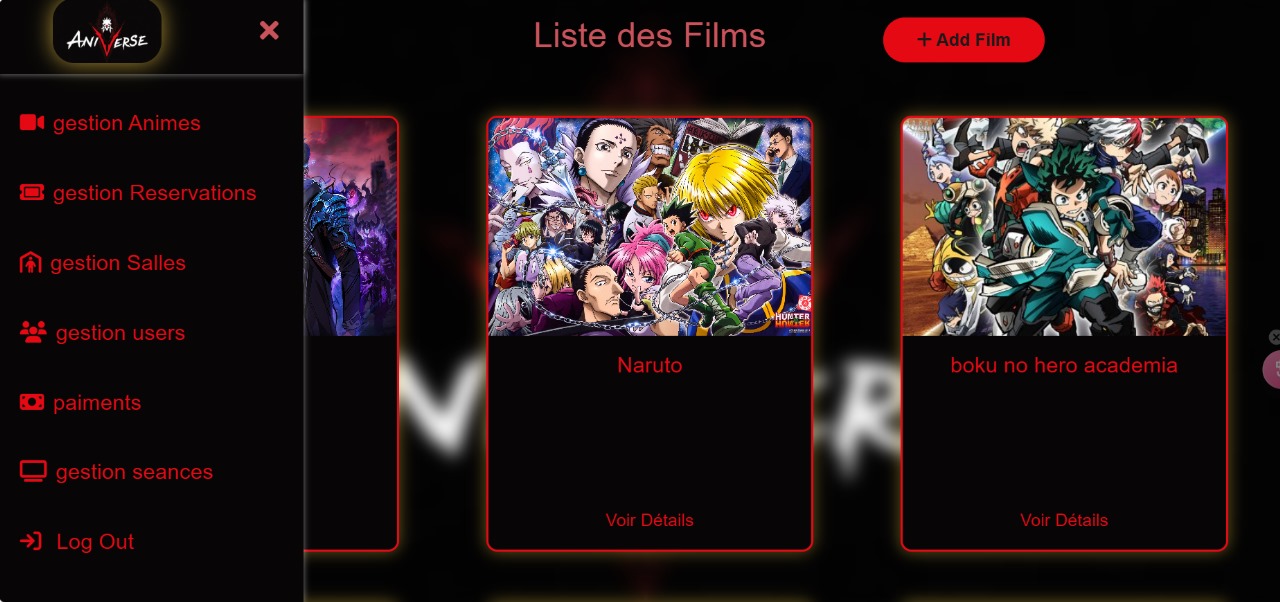 ANIVERSE
gestion Animes
gestion Reservations
gestion Salles
gestion users
paiments
gestion seances
Log Out
Liste des Films
+ Add Film
Naruto
Voir Détails
boku no hero academia
Voir Détails
HUNTER
HUNTER